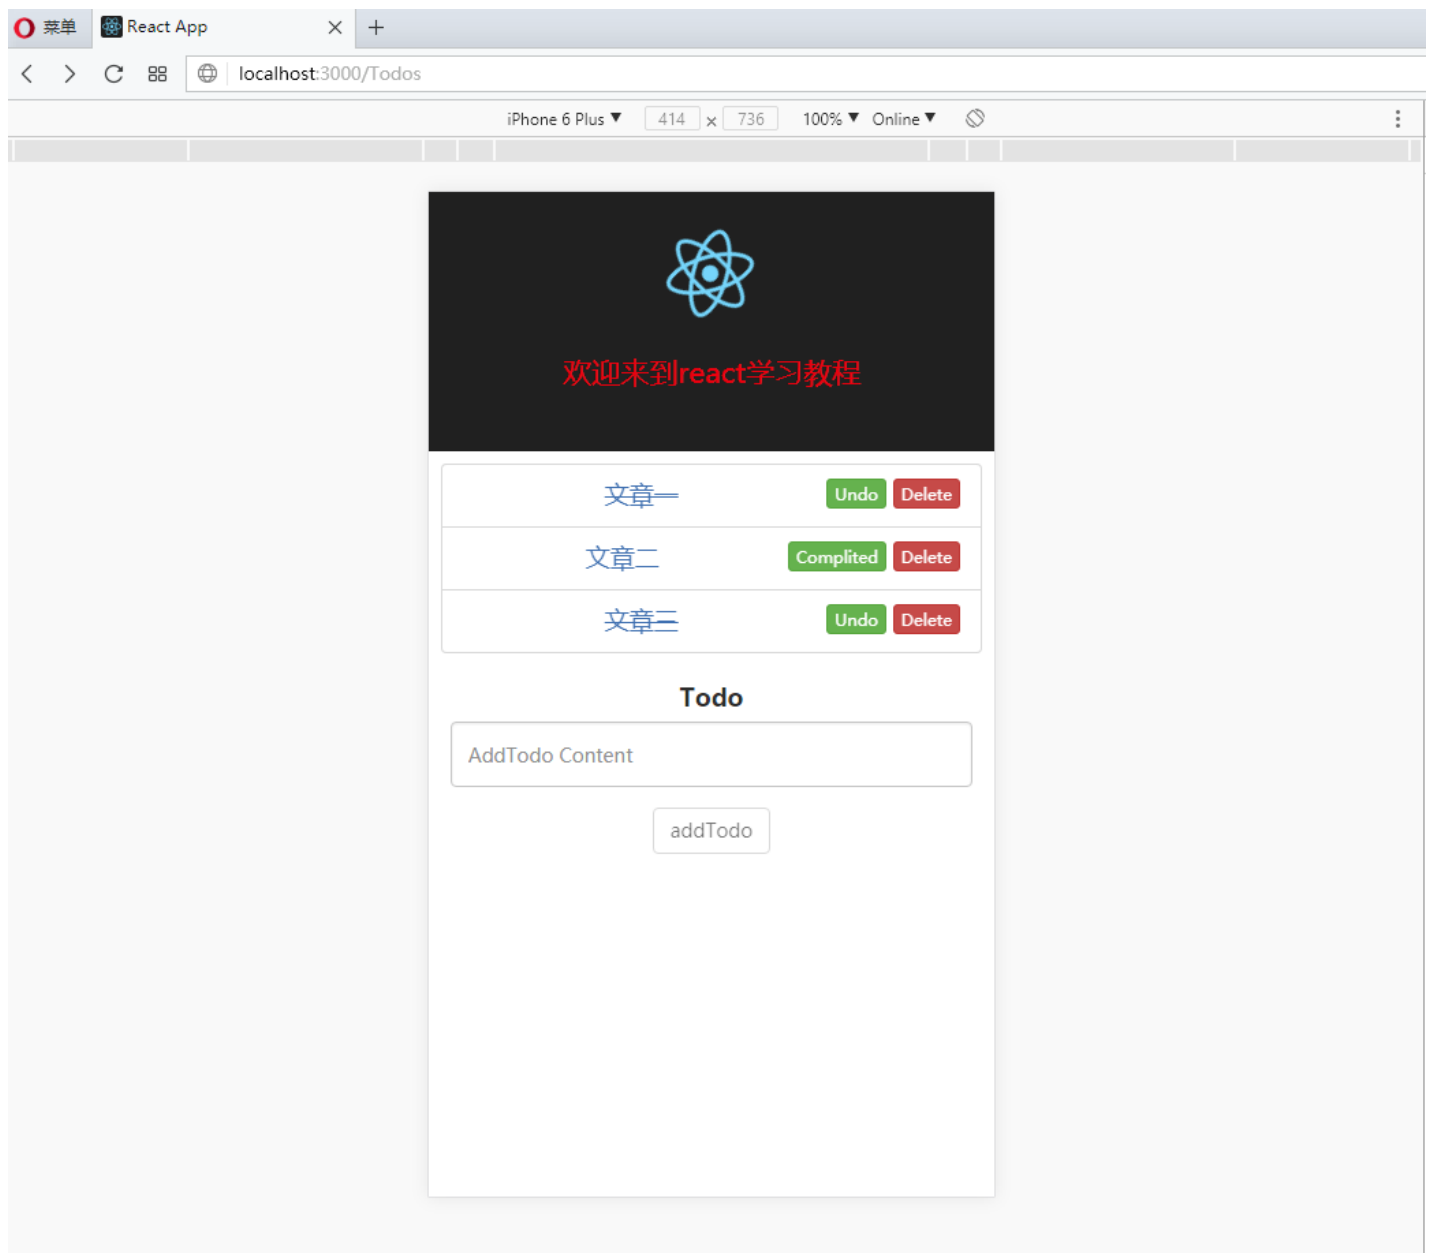 菜单 React App
localhost:3000/Todos
iPhone 6 Plus 414 x 736 100% Online
欢迎来到react学习教程
文章一 Undo Delete
文章二 Complited Delete
文章三 Undo Delete
Todo
AddTodo Content
addTodo